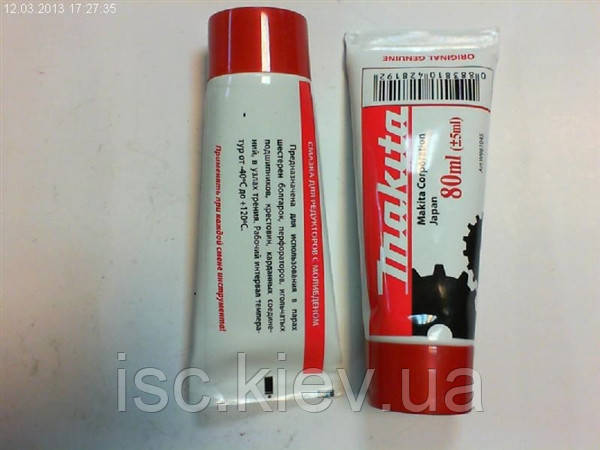 12.03.2013 17:27:35
СМАЗКА ДЛЯ РЕДУКТОРОВ С МОЛИБДЕНОМ
Предназначена для использования в парах
шестерен болгарок, перфораторов, игольчатых
подшипников, крестовин, карданных соедине-
ний, в узлах трения. Рабочий интервал темпера-
тур от -40°С до +120°С.
Применять при каждой смене инструмента!
ORIGINAL GENUINE
0883810428192
makita
Makita Corporation
Japan
80ml (±5ml)
isc.kiev.ua